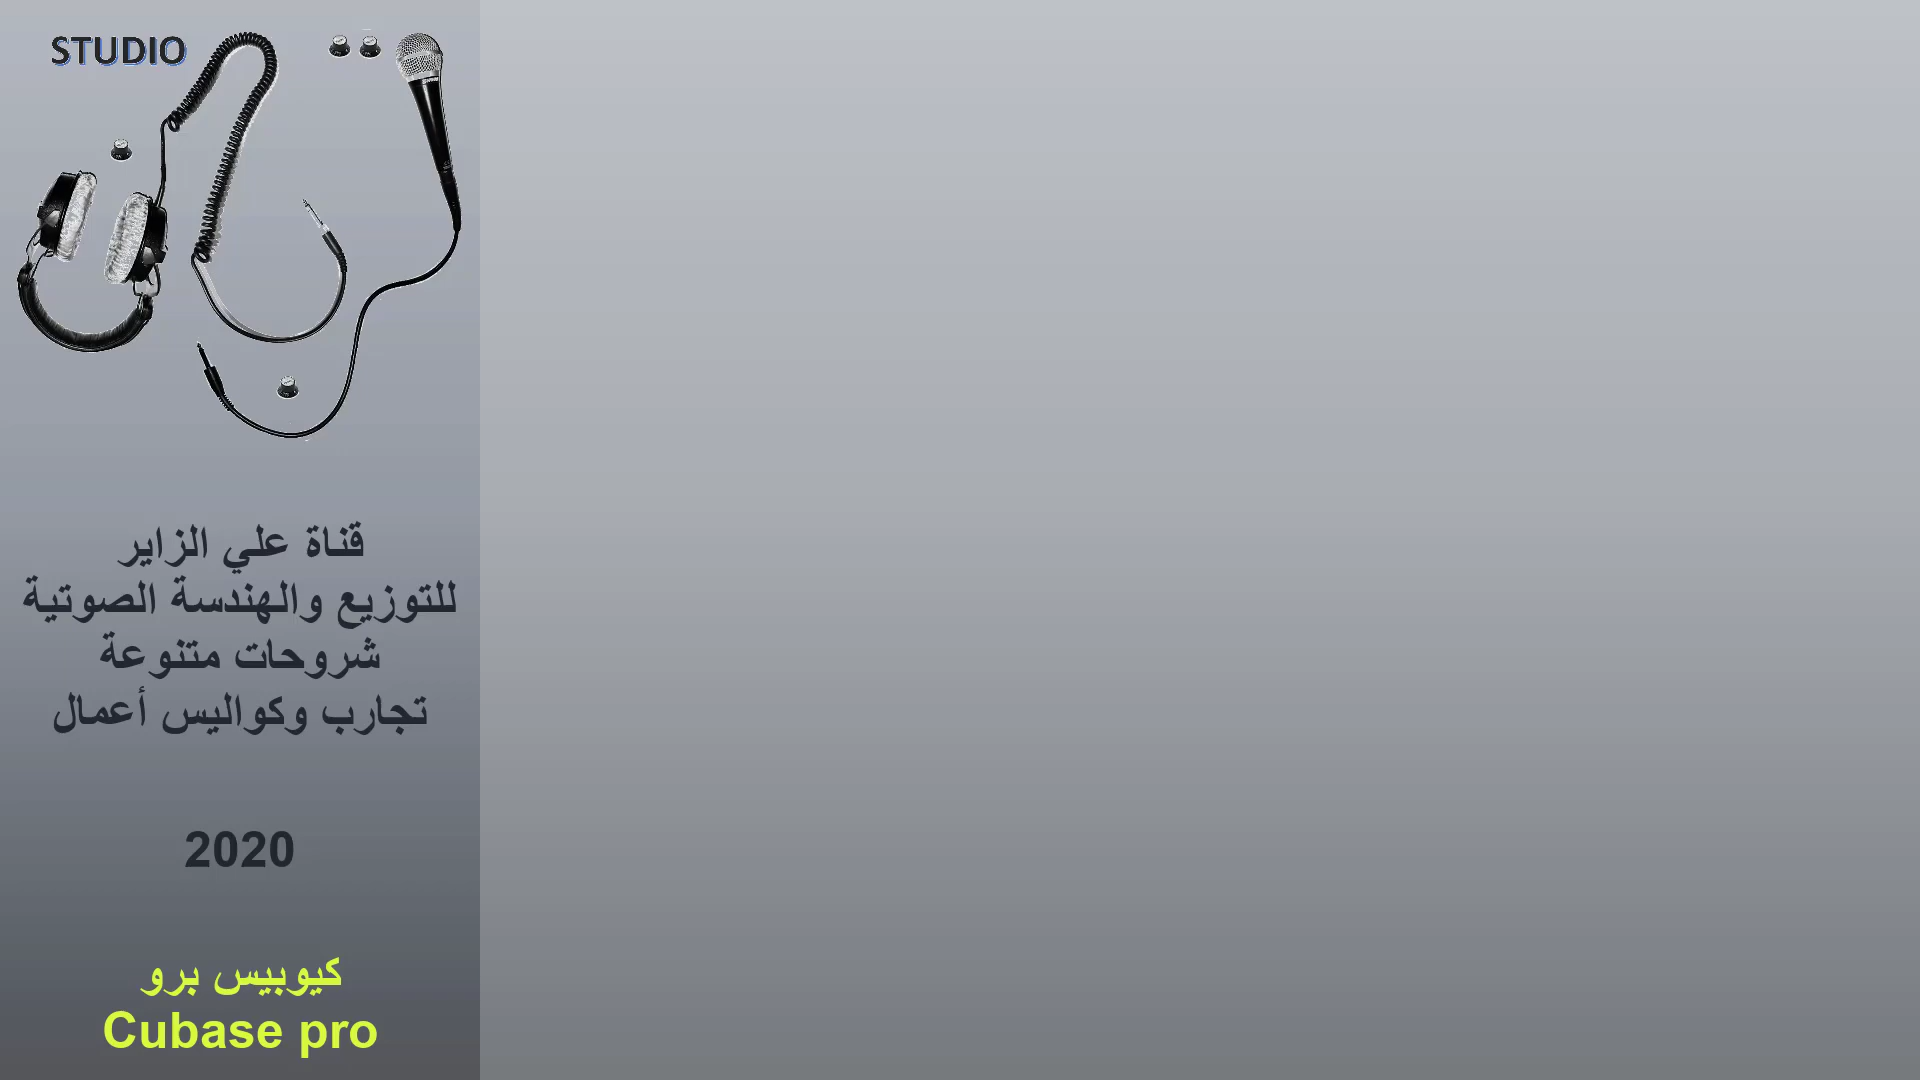 STUDIO
قناة علي الزاير
للتوزيع والهندسة الصوتية
شروحات متنوعة
تجارب وكواليس أعمال
2020
كيوبيس برو
Cubase pro